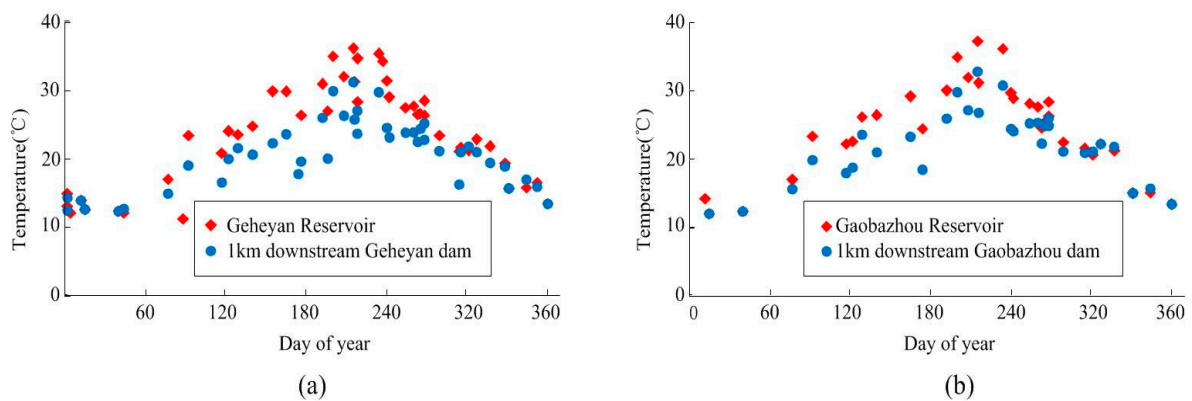 (a)
40
30
20
10
0
Temperature(℃)
Geheyan Reservoir
1km downstream Geheyan dam
60 120 180 240 320 360
Day of year
(a)
(b)
40
30
20
10
0
Temperature(℃)
Gaobazhou Reservoir
1km downstream Gaobazhou dam
0 60 120 180 240 320 360
Day of year
(b)